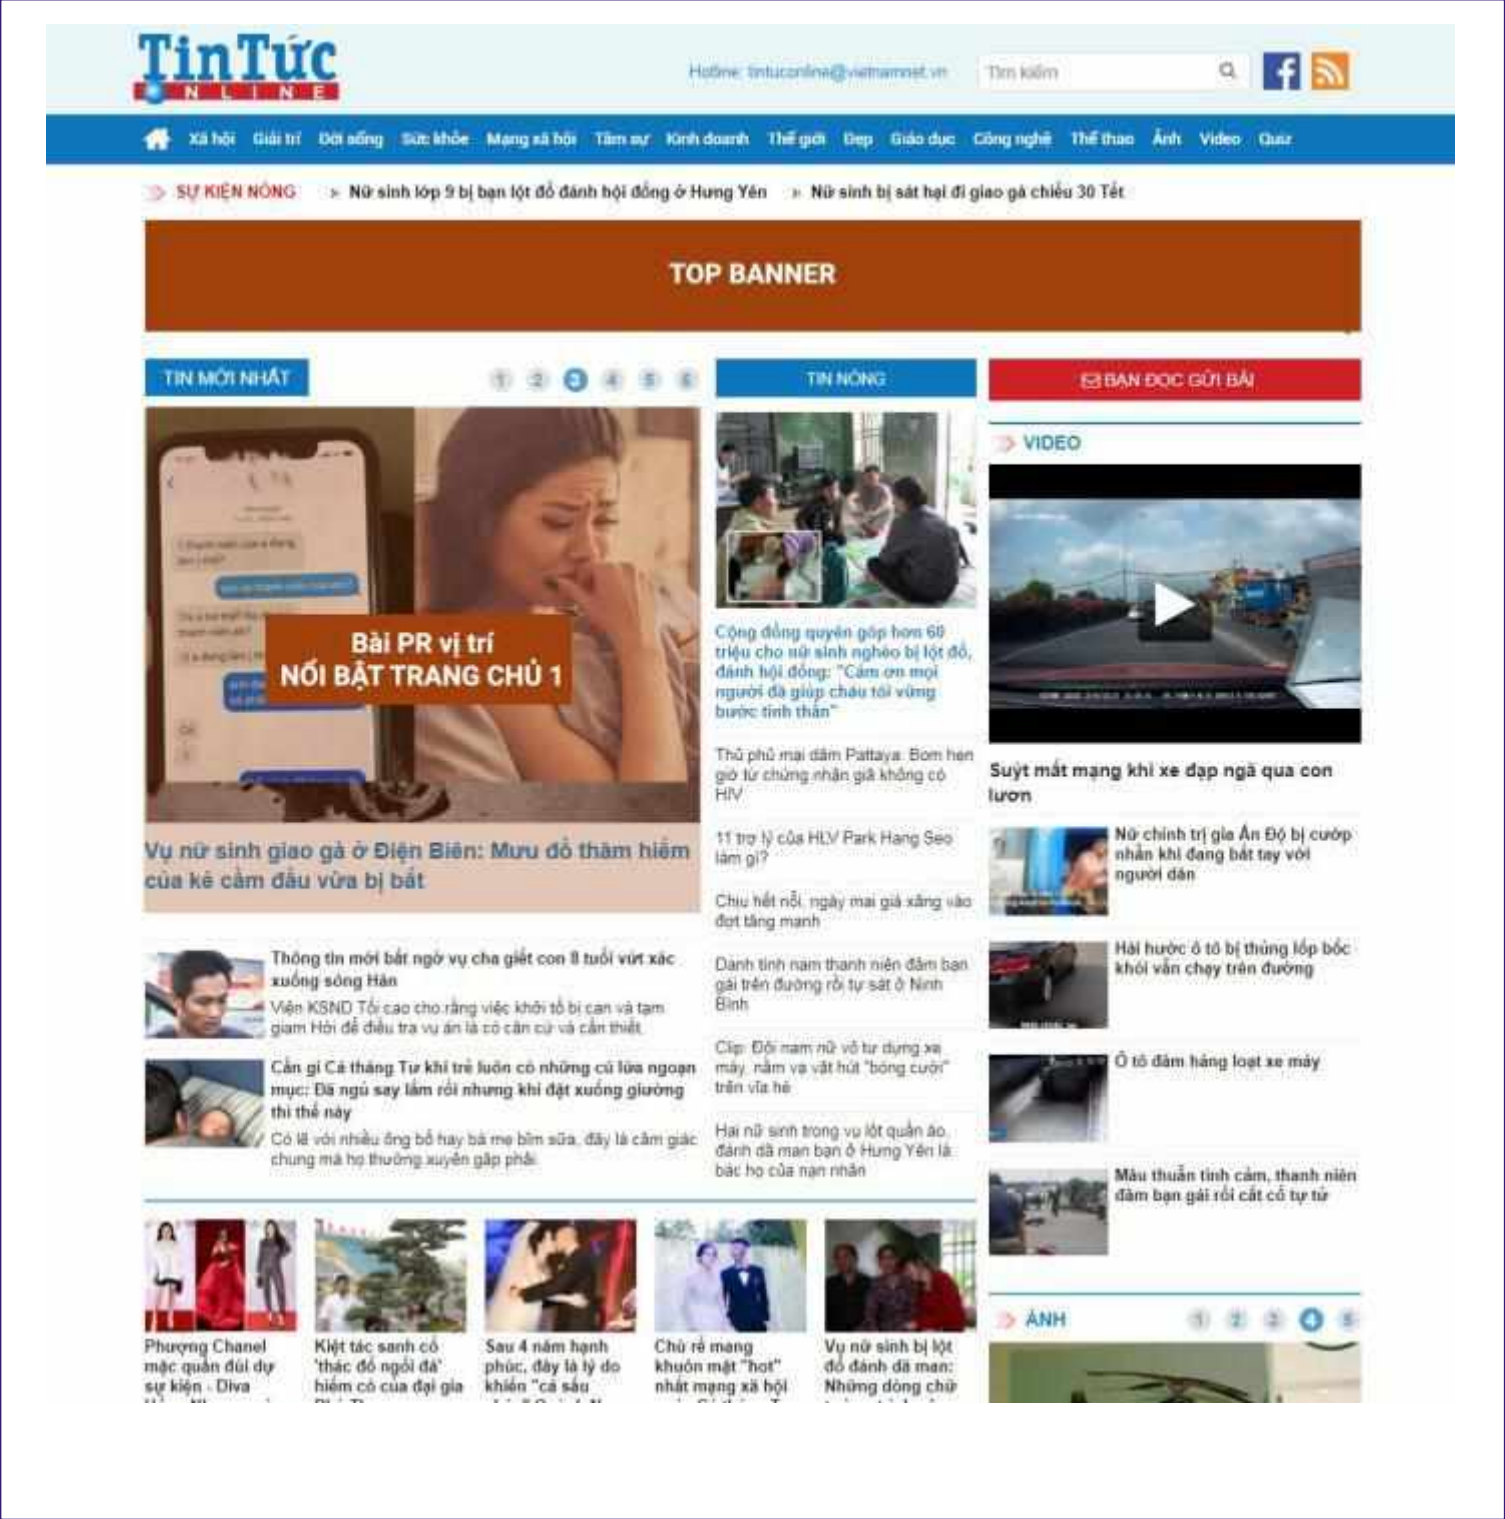 TinTức
ONLINE
Hotline: tintuconline@vietnamnet.vn
Tìm kiếm
Xã hội Giải trí Đời sống Sức khỏe Mạng xã hội Tâm sự Kinh doanh Thế giới Đẹp Giáo dục Công nghệ Thể thao Ảnh Video Quiz
SỰ KIỆN NÓNG » Nữ sinh lớp 9 bị bạn lột đồ đánh hội đồng ở Hưng Yên » Nữ sinh bị sát hại đi giao gà chiều 30 Tết
TOP BANNER
TIN MỚI NHẤT
1 2 3 4 5 6
Bài PR vị trí
NỔI BẬT TRANG CHỦ 1
Vụ nữ sinh giao gà ở Điện Biên: Mưu đồ thâm hiểm
của kẻ cầm đầu vừa bị bắt
Thông tin mới bất ngờ vụ cha giết con 8 tuổi vứt xác
xuống sông Hàn
Viện KSND Tối cao cho rằng việc khởi tố bị can và tạm
giam Hới để điều tra vụ án là có căn cứ và cần thiết.
Cần gì Cá tháng Tư khi trẻ luôn có những cú lừa ngoạn
mục: Đã ngủ say lắm rồi nhưng khi đặt xuống giường
thì thế này
Có lẽ với nhiều ông bố hay bà mẹ bỉm sữa, đây là cảm giác
chung mà họ thường xuyên gặp phải.
TIN NÓNG
Cộng đồng quyên góp hơn 60
triệu cho nữ sinh nghèo bị lột đồ,
đánh hội đồng: "Cảm ơn mọi
người đã giúp cháu tôi vững
bước tinh thần"
Thủ phủ mại dâm Pattaya: Bom hẹn
giờ từ chứng nhận giả không có
HIV
11 trợ lý của HLV Park Hang Seo
làm gì?
Chịu hết nổi, ngày mai giá xăng vào
đợt tăng mạnh
Danh tính nam thanh niên đâm bạn
gái trên đường rồi tự sát ở Ninh
Bình
Clip: Đôi nam nữ vô tư dựng xe
máy, nằm vạ vật hút "bóng cười"
trên vỉa hè
Hai nữ sinh trong vụ lột quần áo,
đánh dã man bạn ở Hưng Yên là
bác họ của nạn nhân
BẠN ĐỌC GỬI BÀI
VIDEO
Suýt mất mạng khi xe đạp ngã qua con
lươn
Nữ chính trị gia Ấn Độ bị cướp
nhẫn khi đang bắt tay với
người dân
Hài hước ô tô bị thủng lốp bốc
khói vẫn chạy trên đường
Ô tô đâm hàng loạt xe máy
Mâu thuẫn tình cảm, thanh niên
đâm bạn gái rồi cắt cổ tự tử
ẢNH
1 2 3 4 5
Phượng Chanel
mặc quần đùi dự
sự kiện - Diva
Kiệt tác sanh cổ
'thác đổ ngồi đá'
hiếm có của đại gia
Sau 4 năm hạnh
phúc, đây là lý do
khiến "cá sấu
Chú rể mang
khuôn mặt "hot"
nhất mạng xã hội
Vụ nữ sinh bị lột
đồ đánh dã man:
Những dòng chữ